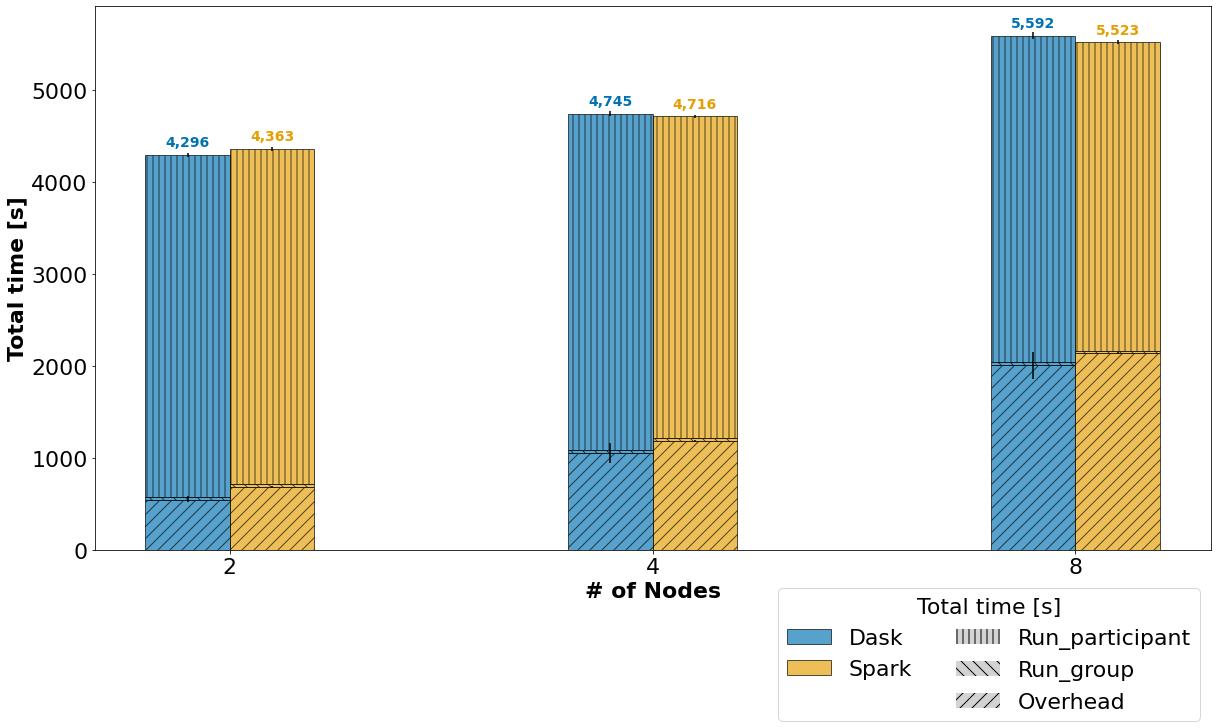 5,592
5,523
5000
4,745
4,716
4,296
4,363
4000
3000
2000
1000
0
Total time [s]
2
4
8
# of Nodes
Total time [s]
Dask
Run_participant
Spark
Run_group
Overhead